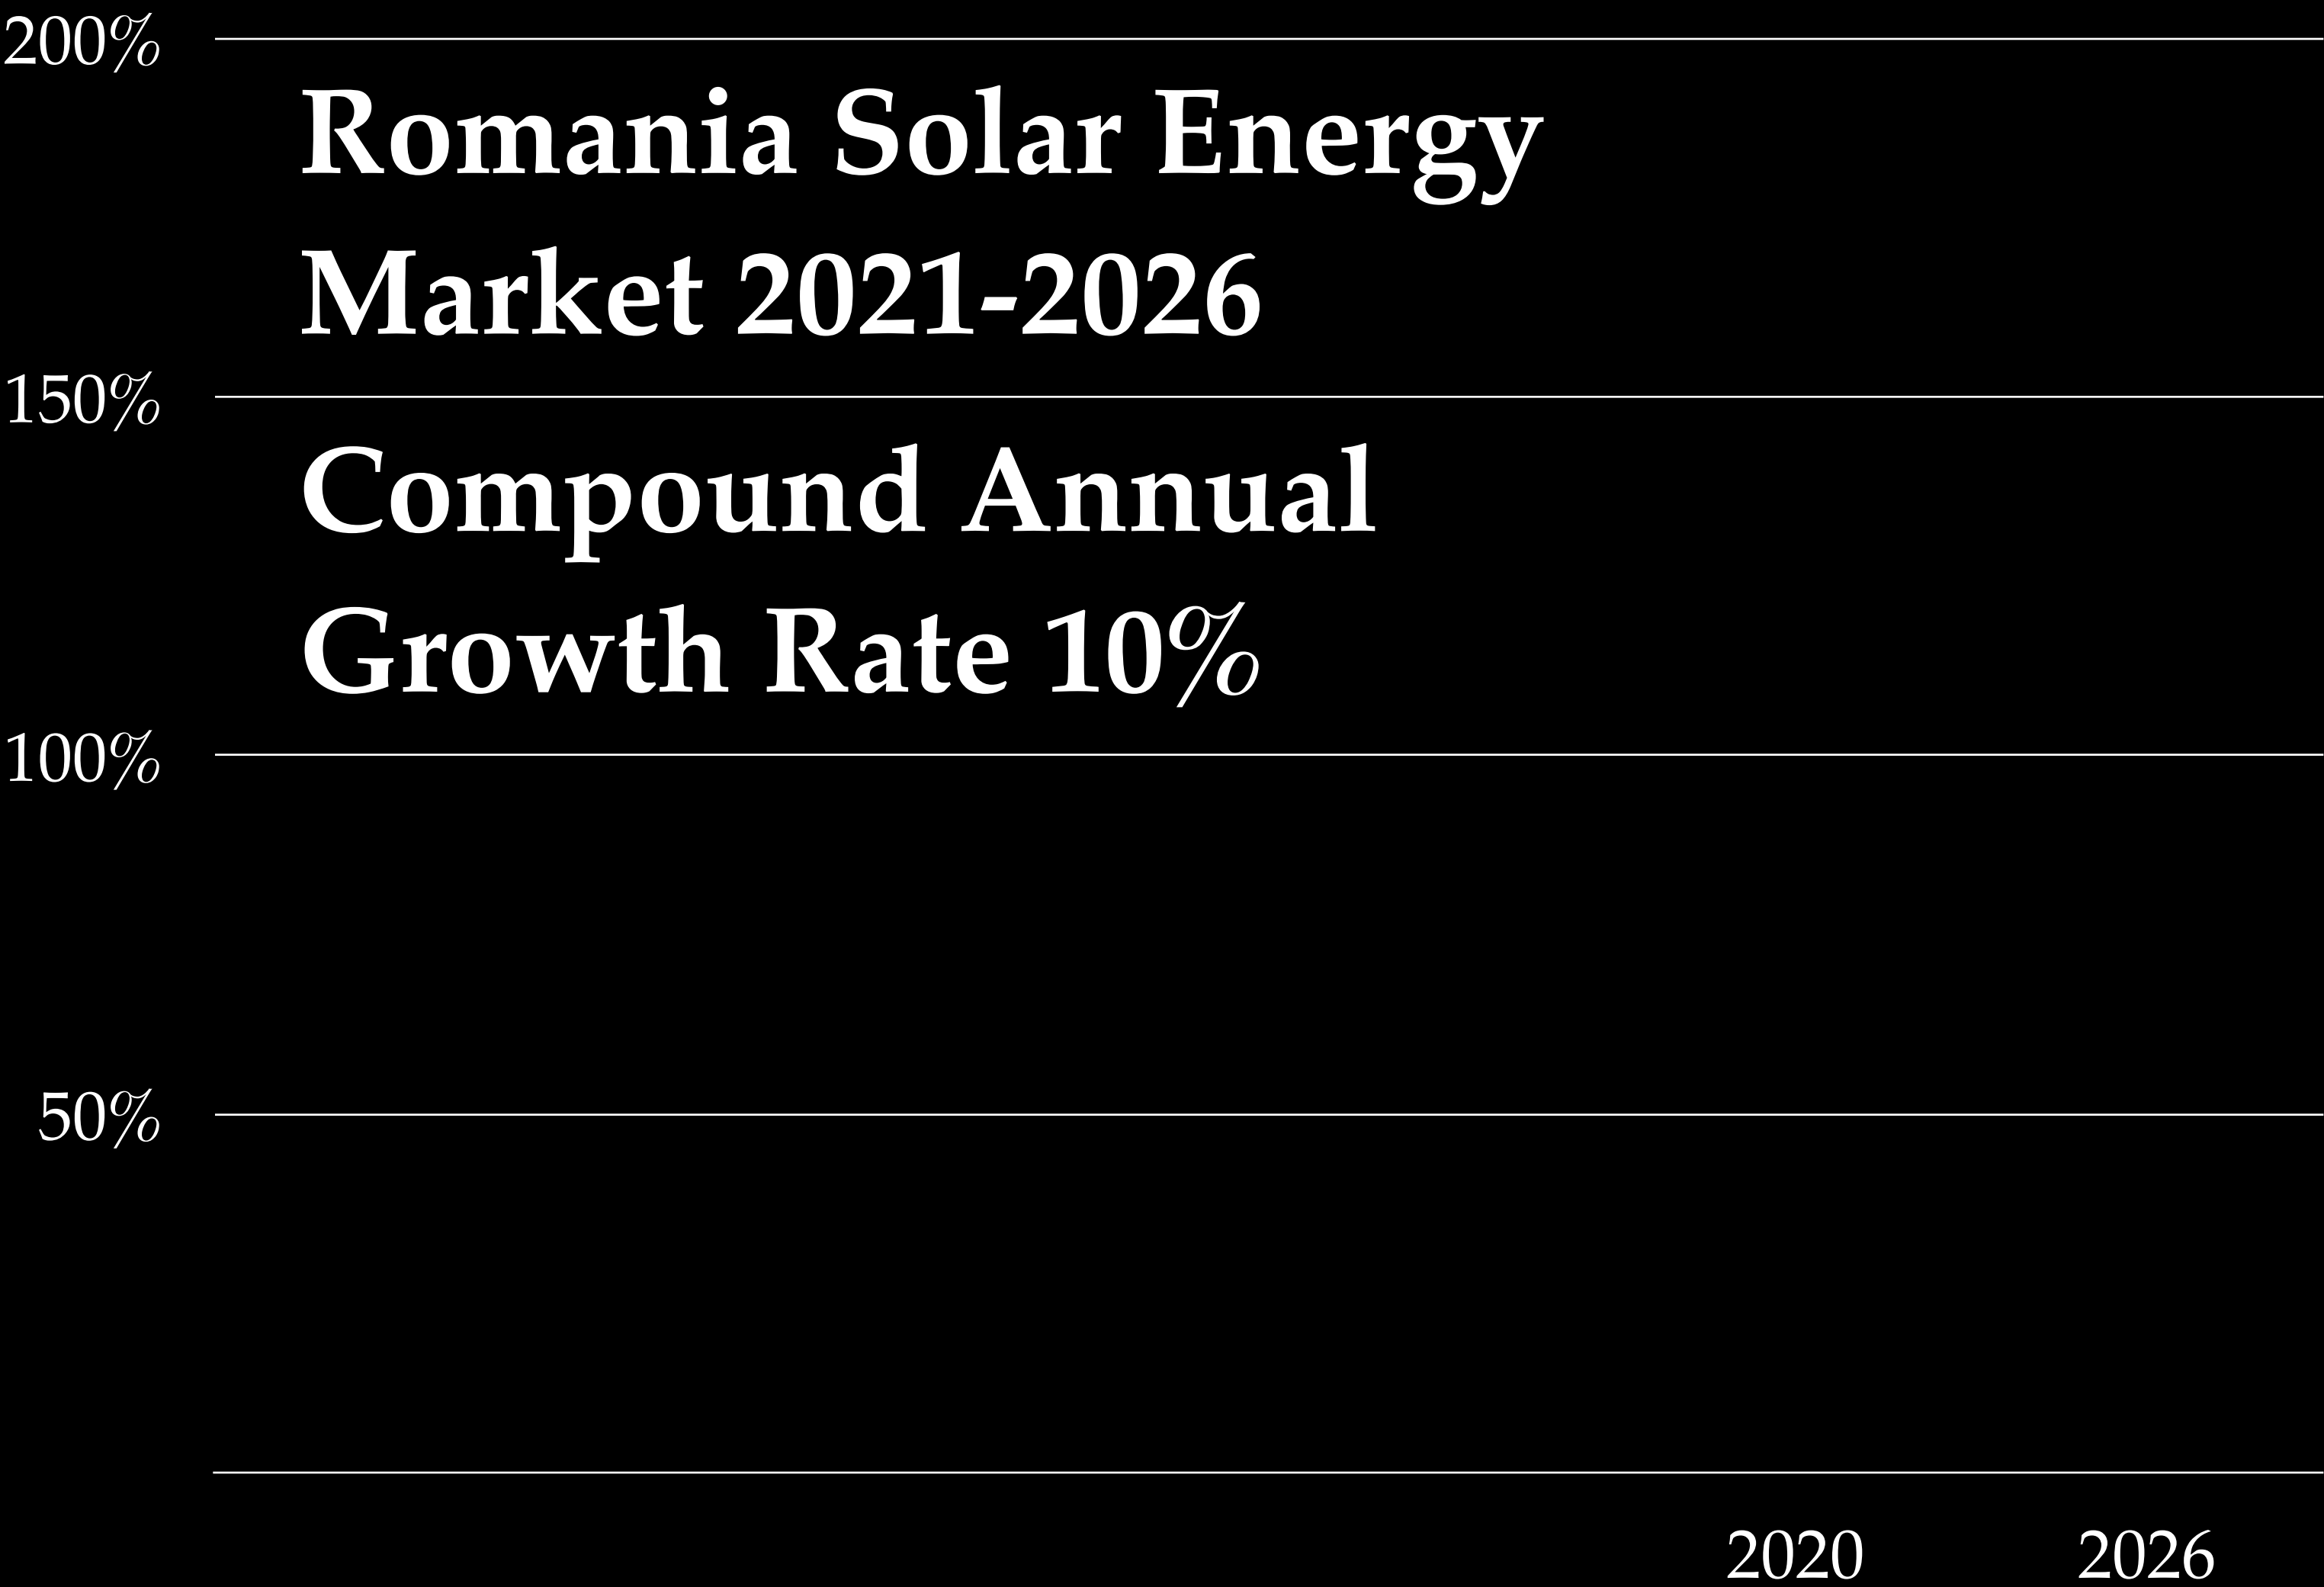 200%
Romania Solar Energy
Market 2021-2026
150%
Compound Annual
Growth Rate 10%
100%
50%
2020 2026